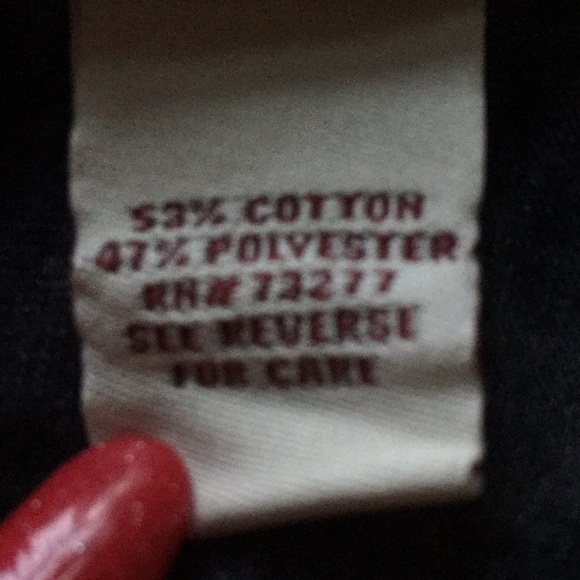 53% COTTON
47% POLYESTER
RN# 73277
SEE REVERSE
FOR CARE